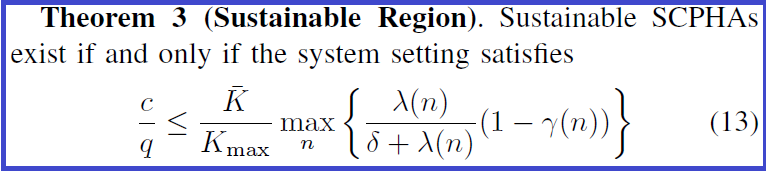 Theorem 3 (Sustainable Region). Sustainable SCPHAs
exist if and only if the system setting satisfies
c/q ≤ K̄/K_max max_n { λ(n)/(δ + λ(n)) (1 − γ(n)) } (13)